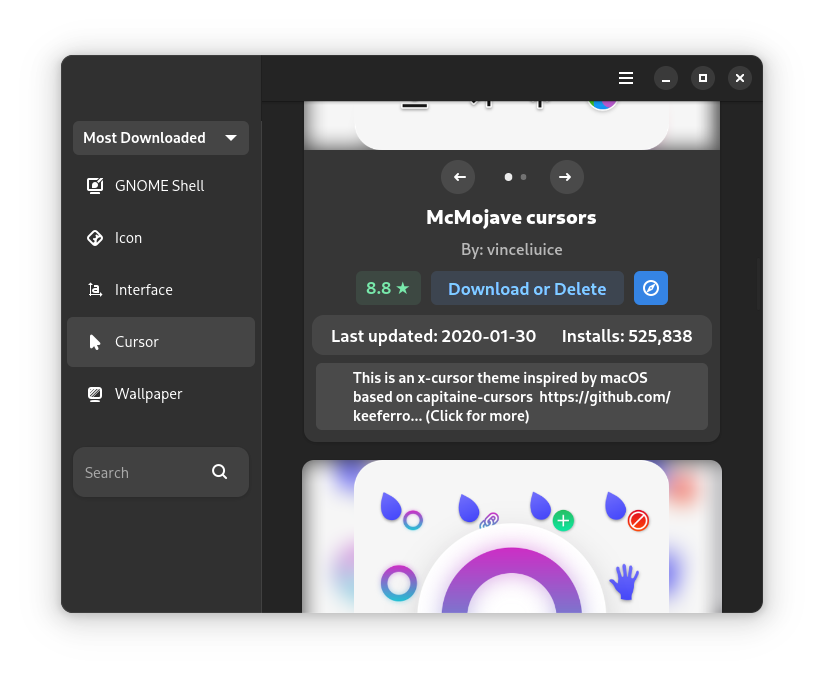 Most Downloaded
GNOME Shell
Icon
Interface
Cursor
Wallpaper
Search
McMojave cursors
By: vinceliuice
8.8 ★
Download or Delete
Last updated: 2020-01-30 Installs: 525,838
This is an x-cursor theme inspired by macOS
based on capitaine-cursors https://github.com/
keeferro... (Click for more)